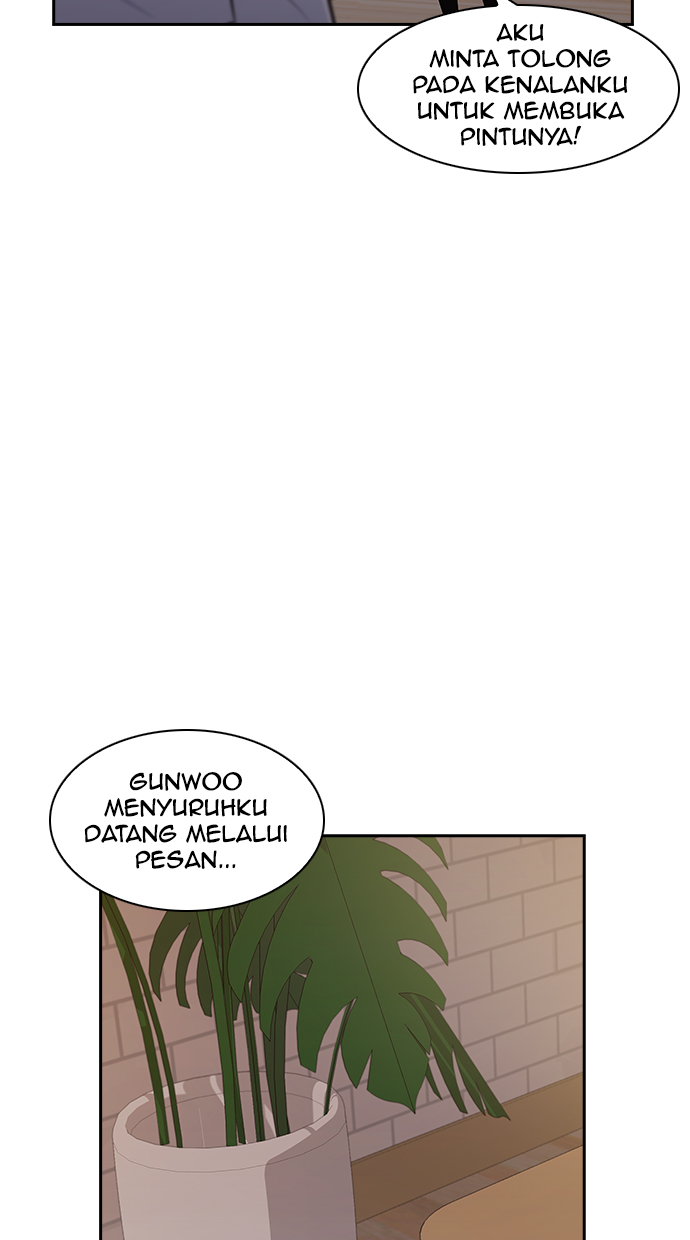 AKU
MINTA TOLONG
PADA KENALANKU
UNTUK MEMBUKA
PINTUNYA!
GUNWOO
MENYURUHKU
DATANG MELALUI
PESAN...